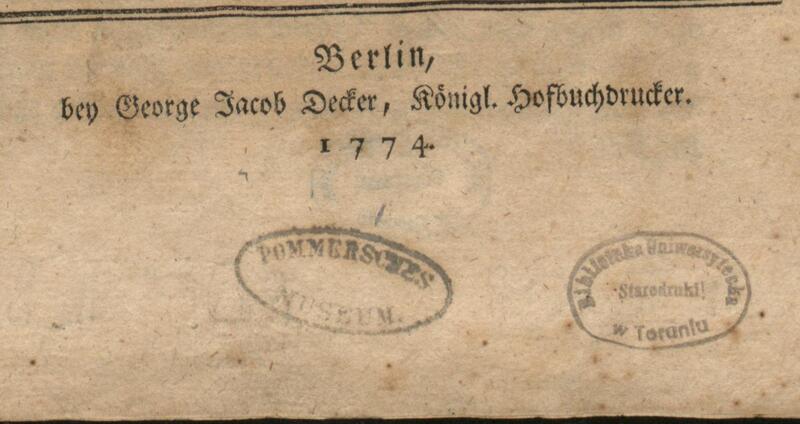 Berlin,
bey George Jacob Decker, Königl. Hofbuchdrucker.
1774.
POMMERSCHES
MUSEUM.
Biblioteka Uniwersytecka
Starodruki!
w Toruniu